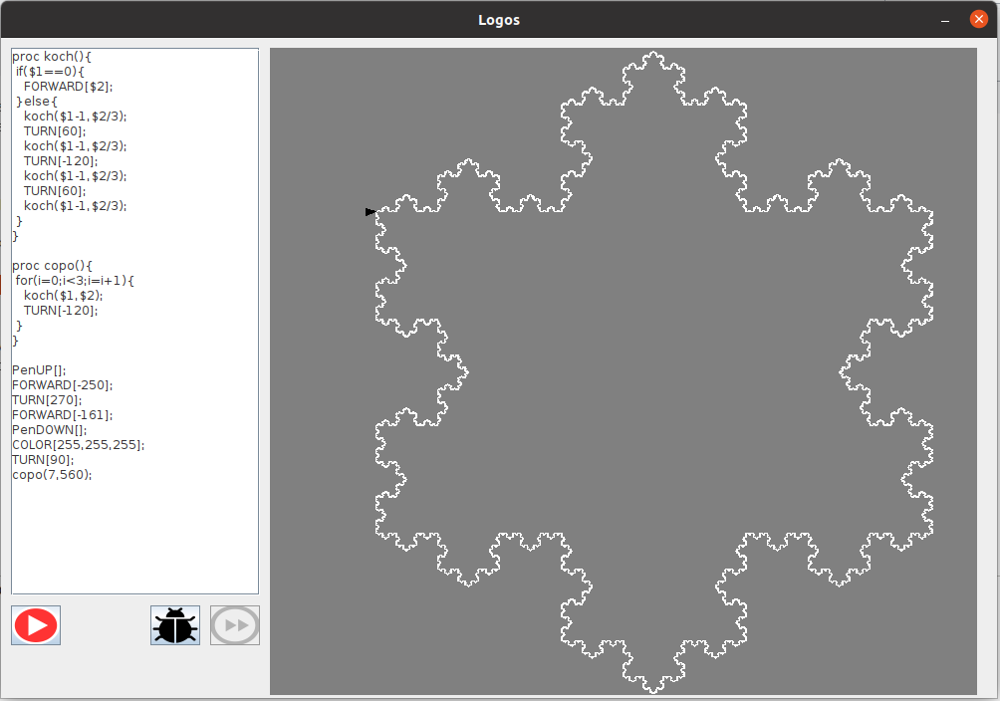 Logos
proc koch(){
 if($1==0){
   FORWARD[$2];
 }else{
   koch($1-1,$2/3);
   TURN[60];
   koch($1-1,$2/3);
   TURN[-120];
   koch($1-1,$2/3);
   TURN[60];
   koch($1-1,$2/3);
 }
}
proc copo(){
 for(i=0;i<3;i=i+1){
   koch($1,$2);
   TURN[-120];
 }
}
PenUP[];
FORWARD[-250];
TURN[270];
FORWARD[-161];
PenDOWN[];
COLOR[255,255,255];
TURN[90];
copo(7,560);